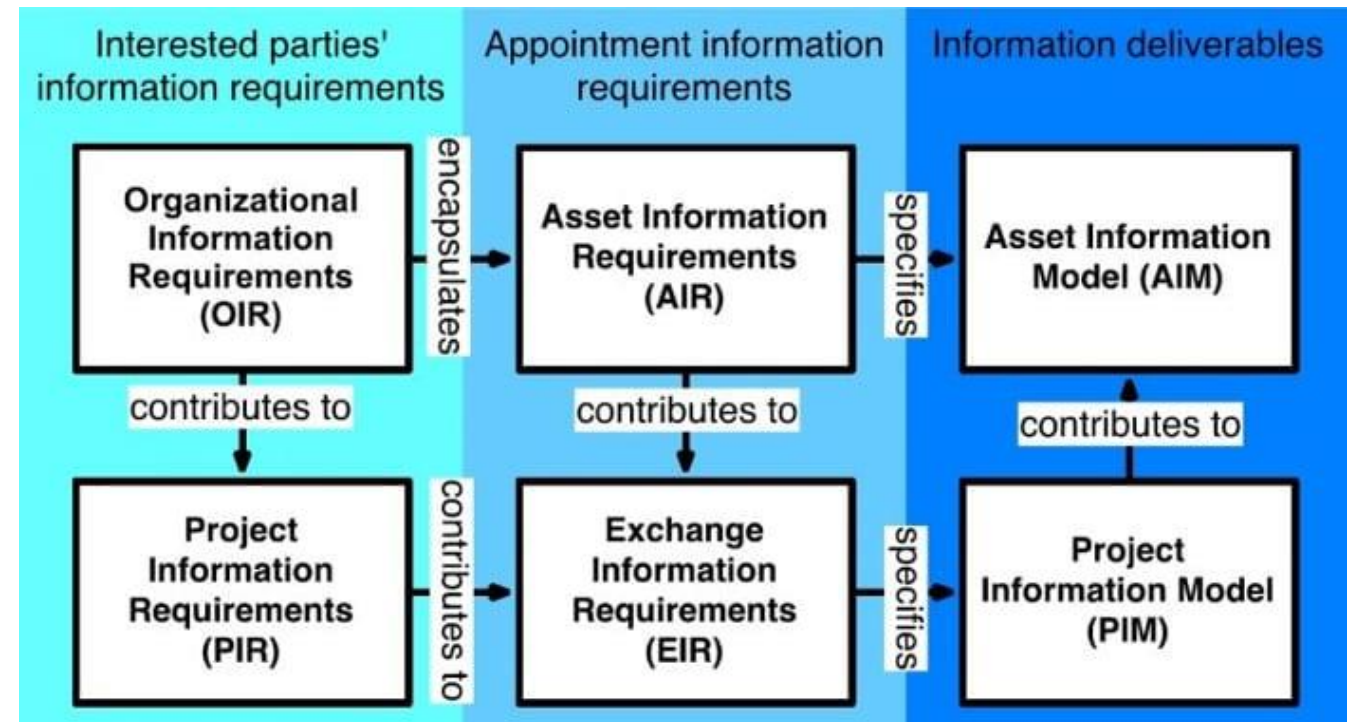 Interested parties'
information requirements
Appointment information
requirements
Information deliverables
Organizational
Information
Requirements
(OIR)
encapsulates
Asset Information
Requirements
(AIR)
specifies
Asset Information
Model (AIM)
contributes to
contributes to
contributes to
Project
Information
Requirements
(PIR)
contributes to
Exchange
Information
Requirements
(EIR)
specifies
Project
Information Model
(PIM)